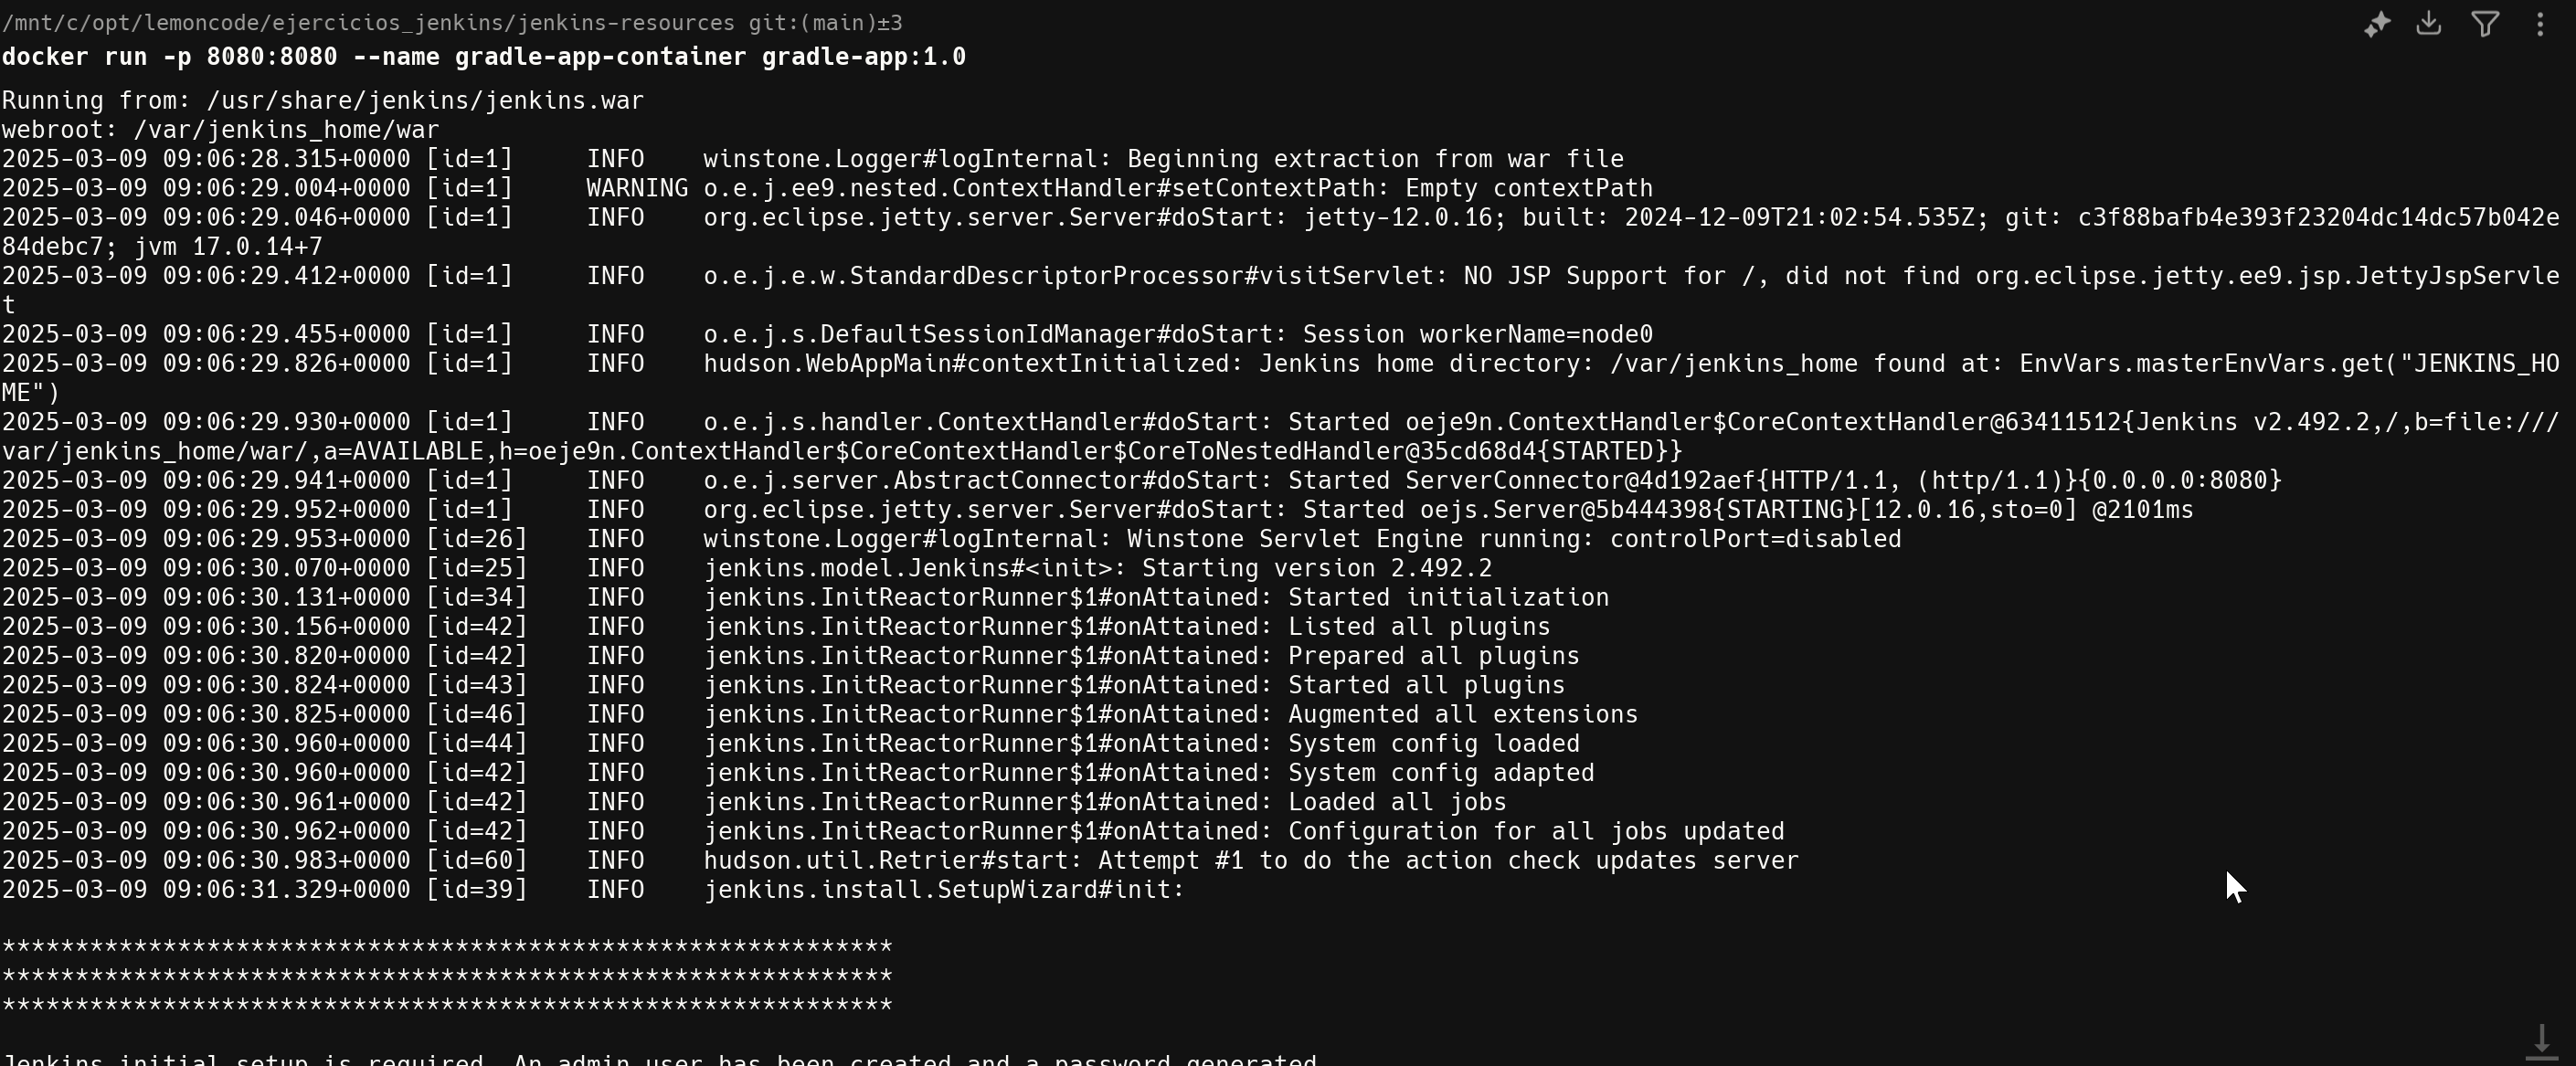 /mnt/c/opt/lemoncode/ejercicios_jenkins/jenkins-resources git:(main)±3
docker run -p 8080:8080 --name gradle-app-container gradle-app:1.0
Running from: /usr/share/jenkins/jenkins.war
webroot: /var/jenkins_home/war
2025-03-09 09:06:28.315+0000 [id=1]     INFO    winstone.Logger#logInternal: Beginning extraction from war file
2025-03-09 09:06:29.004+0000 [id=1]     WARNING o.e.j.ee9.nested.ContextHandler#setContextPath: Empty contextPath
2025-03-09 09:06:29.046+0000 [id=1]     INFO    org.eclipse.jetty.server.Server#doStart: jetty-12.0.16; built: 2024-12-09T21:02:54.535Z; git: c3f88bafb4e393f23204dc14dc57b042e
84debc7; jvm 17.0.14+7
2025-03-09 09:06:29.412+0000 [id=1]     INFO    o.e.j.e.w.StandardDescriptorProcessor#visitServlet: NO JSP Support for /, did not find org.eclipse.jetty.ee9.jsp.JettyJspServle
t
2025-03-09 09:06:29.455+0000 [id=1]     INFO    o.e.j.s.DefaultSessionIdManager#doStart: Session workerName=node0
2025-03-09 09:06:29.826+0000 [id=1]     INFO    hudson.WebAppMain#contextInitialized: Jenkins home directory: /var/jenkins_home found at: EnvVars.masterEnvVars.get("JENKINS_HO
ME")
2025-03-09 09:06:29.930+0000 [id=1]     INFO    o.e.j.s.handler.ContextHandler#doStart: Started oeje9n.ContextHandler$CoreContextHandler@63411512{Jenkins v2.492.2,/,b=file:///
var/jenkins_home/war/,a=AVAILABLE,h=oeje9n.ContextHandler$CoreContextHandler$CoreToNestedHandler@35cd68d4{STARTED}}
2025-03-09 09:06:29.941+0000 [id=1]     INFO    o.e.j.server.AbstractConnector#doStart: Started ServerConnector@4d192aef{HTTP/1.1, (http/1.1)}{0.0.0.0:8080}
2025-03-09 09:06:29.952+0000 [id=1]     INFO    org.eclipse.jetty.server.Server#doStart: Started oejs.Server@5b444398{STARTING}[12.0.16,sto=0] @2101ms
2025-03-09 09:06:29.953+0000 [id=26]    INFO    winstone.Logger#logInternal: Winstone Servlet Engine running: controlPort=disabled
2025-03-09 09:06:30.070+0000 [id=25]    INFO    jenkins.model.Jenkins#<init>: Starting version 2.492.2
2025-03-09 09:06:30.131+0000 [id=34]    INFO    jenkins.InitReactorRunner$1#onAttained: Started initialization
2025-03-09 09:06:30.156+0000 [id=42]    INFO    jenkins.InitReactorRunner$1#onAttained: Listed all plugins
2025-03-09 09:06:30.820+0000 [id=42]    INFO    jenkins.InitReactorRunner$1#onAttained: Prepared all plugins
2025-03-09 09:06:30.824+0000 [id=43]    INFO    jenkins.InitReactorRunner$1#onAttained: Started all plugins
2025-03-09 09:06:30.825+0000 [id=46]    INFO    jenkins.InitReactorRunner$1#onAttained: Augmented all extensions
2025-03-09 09:06:30.960+0000 [id=44]    INFO    jenkins.InitReactorRunner$1#onAttained: System config loaded
2025-03-09 09:06:30.960+0000 [id=42]    INFO    jenkins.InitReactorRunner$1#onAttained: System config adapted
2025-03-09 09:06:30.961+0000 [id=42]    INFO    jenkins.InitReactorRunner$1#onAttained: Loaded all jobs
2025-03-09 09:06:30.962+0000 [id=42]    INFO    jenkins.InitReactorRunner$1#onAttained: Configuration for all jobs updated
2025-03-09 09:06:30.983+0000 [id=60]    INFO    hudson.util.Retrier#start: Attempt #1 to do the action check updates server
2025-03-09 09:06:31.329+0000 [id=39]    INFO    jenkins.install.SetupWizard#init:
*************************************************************
*************************************************************
*************************************************************
Jenkins initial setup is required. An admin user has been created and a password generated.